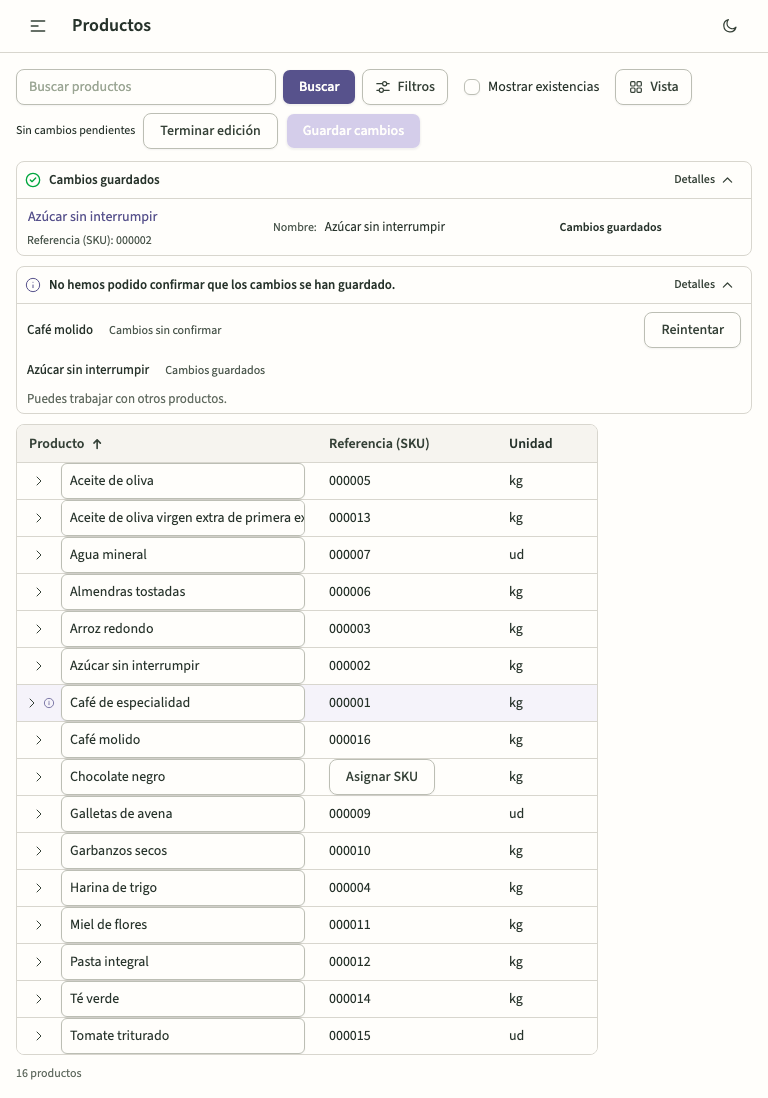 Productos
Buscar productos
Buscar
Filtros
Mostrar existencias
Vista
Sin cambios pendientes
Terminar edición
Guardar cambios
Cambios guardados
Detalles
Azúcar sin interrumpir
Referencia (SKU): 000002
Nombre: Azúcar sin interrumpir
Cambios guardados
No hemos podido confirmar que los cambios se han guardado.
Detalles
Café molido Cambios sin confirmar
Reintentar
Azúcar sin interrumpir Cambios guardados
Puedes trabajar con otros productos.
Producto Referencia (SKU) Unidad
Aceite de oliva 000005 kg
Aceite de oliva virgen extra de primera ex 000013 kg
Agua mineral 000007 ud
Almendras tostadas 000006 kg
Arroz redondo 000003 kg
Azúcar sin interrumpir 000002 kg
Café de especialidad 000001 kg
Café molido 000016 kg
Chocolate negro Asignar SKU kg
Galletas de avena 000009 ud
Garbanzos secos 000010 kg
Harina de trigo 000004 kg
Miel de flores 000011 kg
Pasta integral 000012 kg
Té verde 000014 kg
Tomate triturado 000015 ud
16 productos